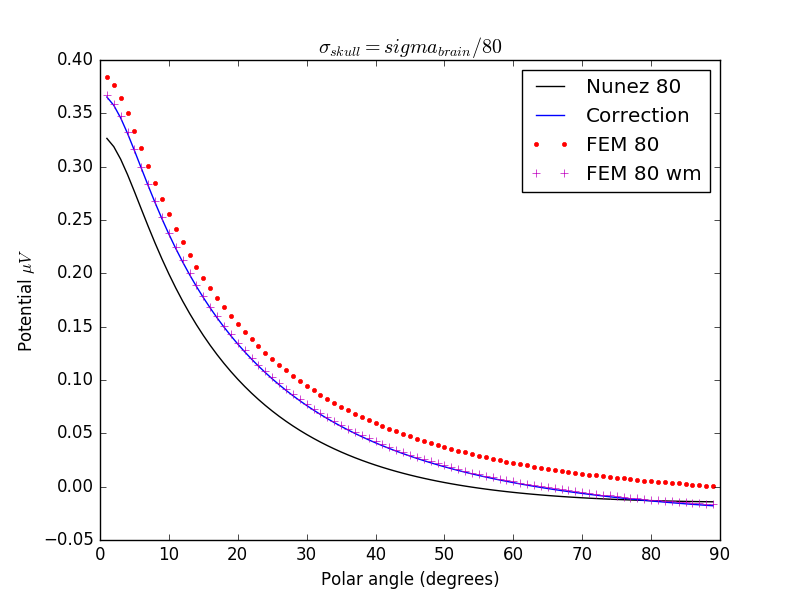 σ_skull = sigma_brain/80
0.40
0.35
0.30
0.25
0.20
0.15
0.10
0.05
0.00
−0.05
Potential μV
Nunez 80
Correction
FEM 80
FEM 80 wm
0 10 20 30 40 50 60 70 80 90
Polar angle (degrees)